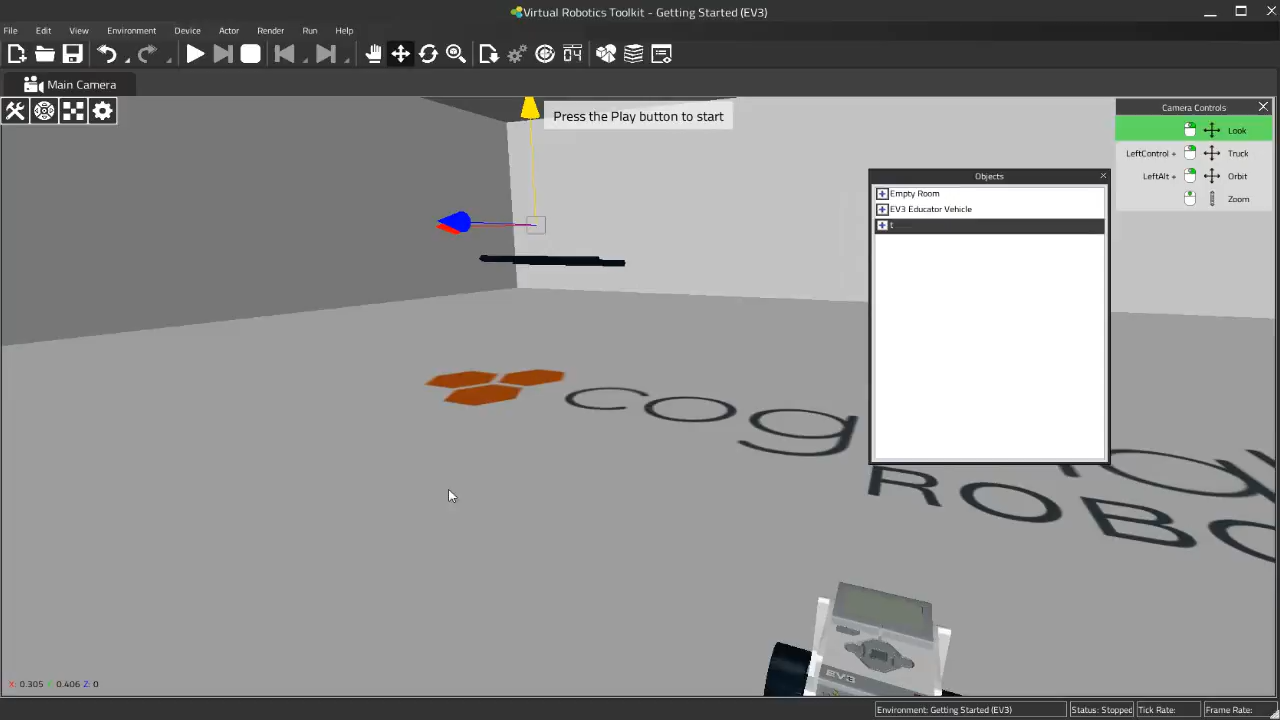 Virtual Robotics Toolkit - Getting Started (EV3)
File Edit View Environment Device Actor Render Run Help
04
Main Camera
Press the Play button to start
Camera Controls
Look
LeftControl + Truck
LeftAlt + Orbit
Zoom
Objects
Empty Room
EV3 Educator Vehicle
t
cog
ROBO
EV3
X: 0.305 Y: 0.406 Z: 0
Environment: Getting Started (EV3) Status: Stopped Tick Rate: Frame Rate: